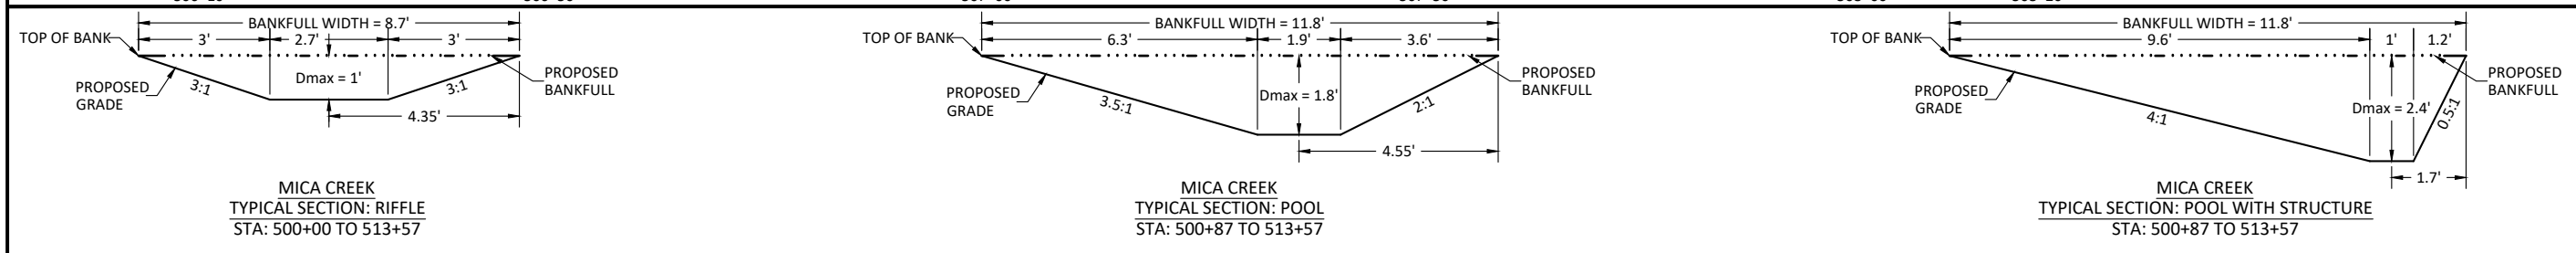 BANKFULL WIDTH = 8.7'
3' 2.7' 3'
TOP OF BANK
Dmax = 1'
PROPOSED
GRADE
3:1
3:1
PROPOSED
BANKFULL
4.35'
MICA CREEK
TYPICAL SECTION: RIFFLE
STA: 500+00 TO 513+57
BANKFULL WIDTH = 11.8'
6.3' 1.9' 3.6'
TOP OF BANK
Dmax = 1.8'
PROPOSED
GRADE
3.5:1
2:1
PROPOSED
BANKFULL
4.55'
MICA CREEK
TYPICAL SECTION: POOL
STA: 500+87 TO 513+57
BANKFULL WIDTH = 11.8'
9.6' 1' 1.2'
TOP OF BANK
PROPOSED
GRADE
Dmax = 2.4'
4:1
0.5:1
PROPOSED
BANKFULL
1.7'
MICA CREEK
TYPICAL SECTION: POOL WITH STRUCTURE
STA: 500+87 TO 513+57